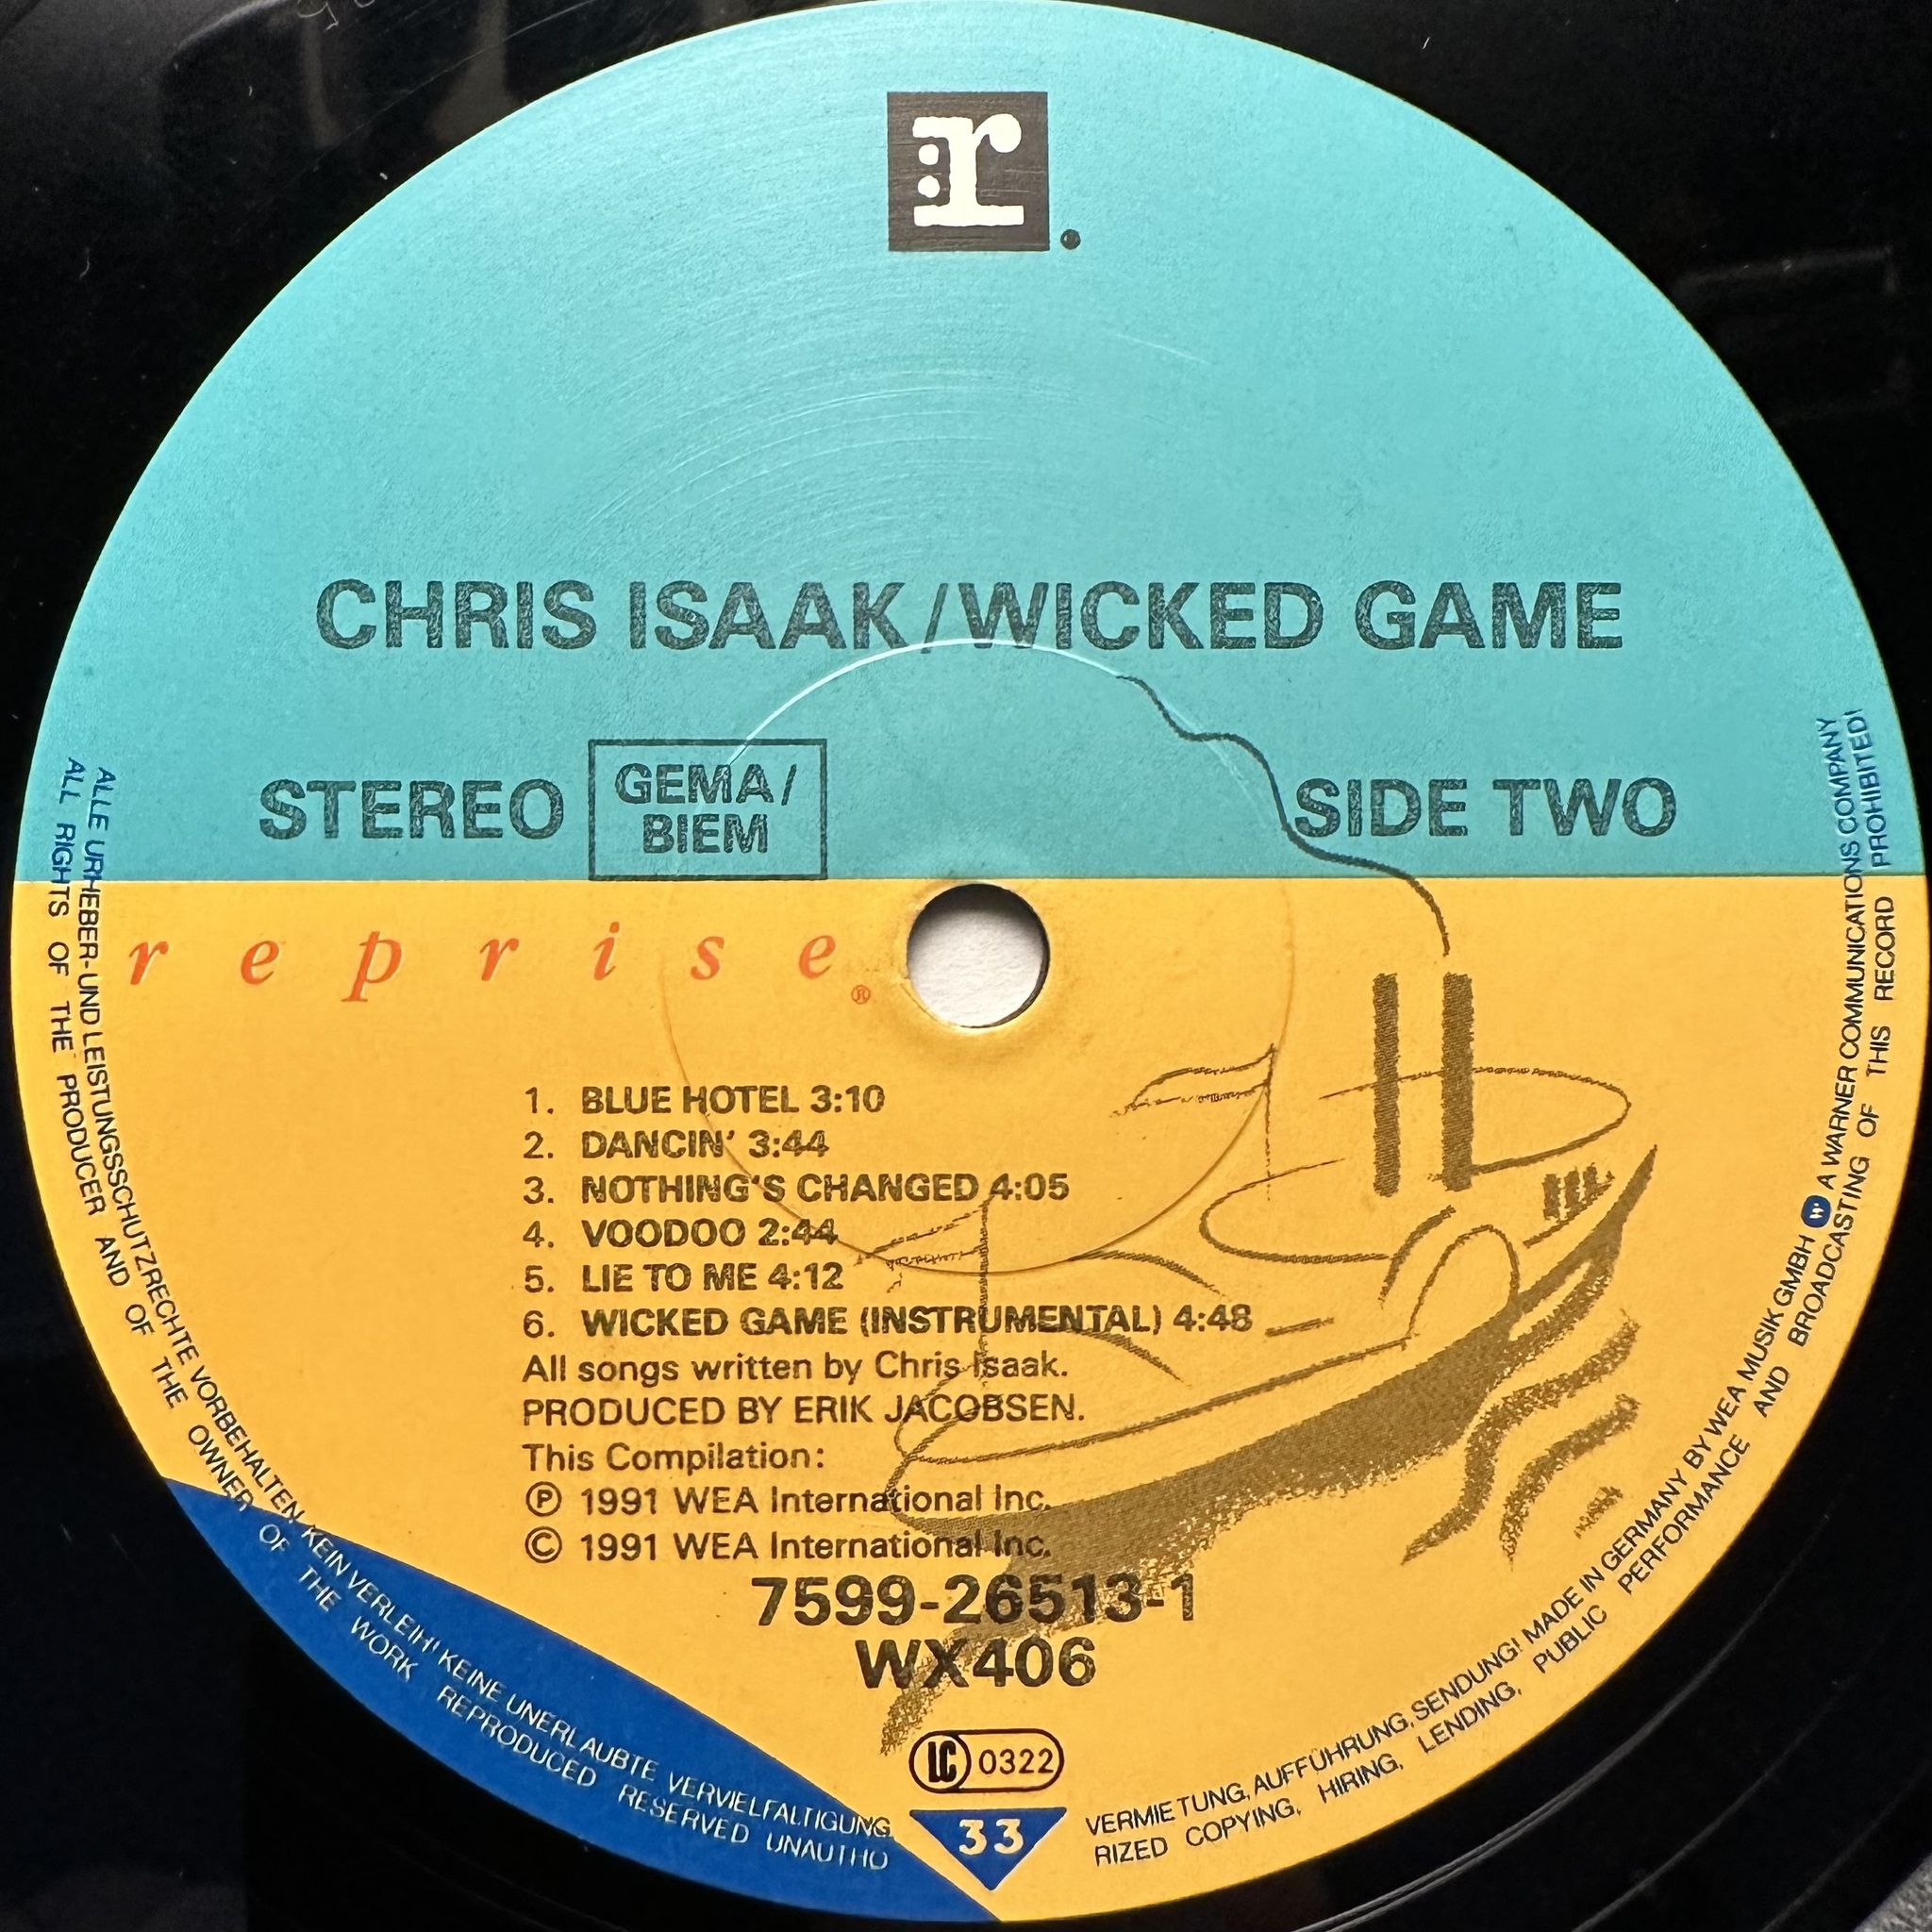 r
CHRIS ISAAK/WICKED GAME
STEREO
GEMA/
BIEM
SIDE TWO
reprise®
1. BLUE HOTEL 3:10
2. DANCIN' 3:44
3. NOTHING'S CHANGED 4:05
4. VOODOO 2:44
5. LIE TO ME 4:12
6. WICKED GAME (INSTRUMENTAL) 4:48
All songs written by Chris Isaak.
PRODUCED BY ERIK JACOBSEN.
This Compilation:
℗ 1991 WEA International Inc.
© 1991 WEA International Inc.
7599-26513-1
WX406
LC 0322
33
ALLE URHEBER-UND LEISTUNGSSCHUTZRECHTE VORBEHALTEN. KEIN VERLEIH! KEINE UNERLAUBTE VERVIELFALTIGUNG, VERMIETUNG, AUFFÜHRUNG, SENDUNG! MADE IN GERMANY BY WEA MUSIK GMBH A WARNER COMMUNICATIONS COMPANY
ALL RIGHTS OF THE PRODUCER AND OF THE OWNER OF THE WORK REPRODUCED RESERVED UNAUTHORIZED COPYING, HIRING, LENDING, PUBLIC PERFORMANCE AND BROADCASTING OF THIS RECORD PROHIBITED!